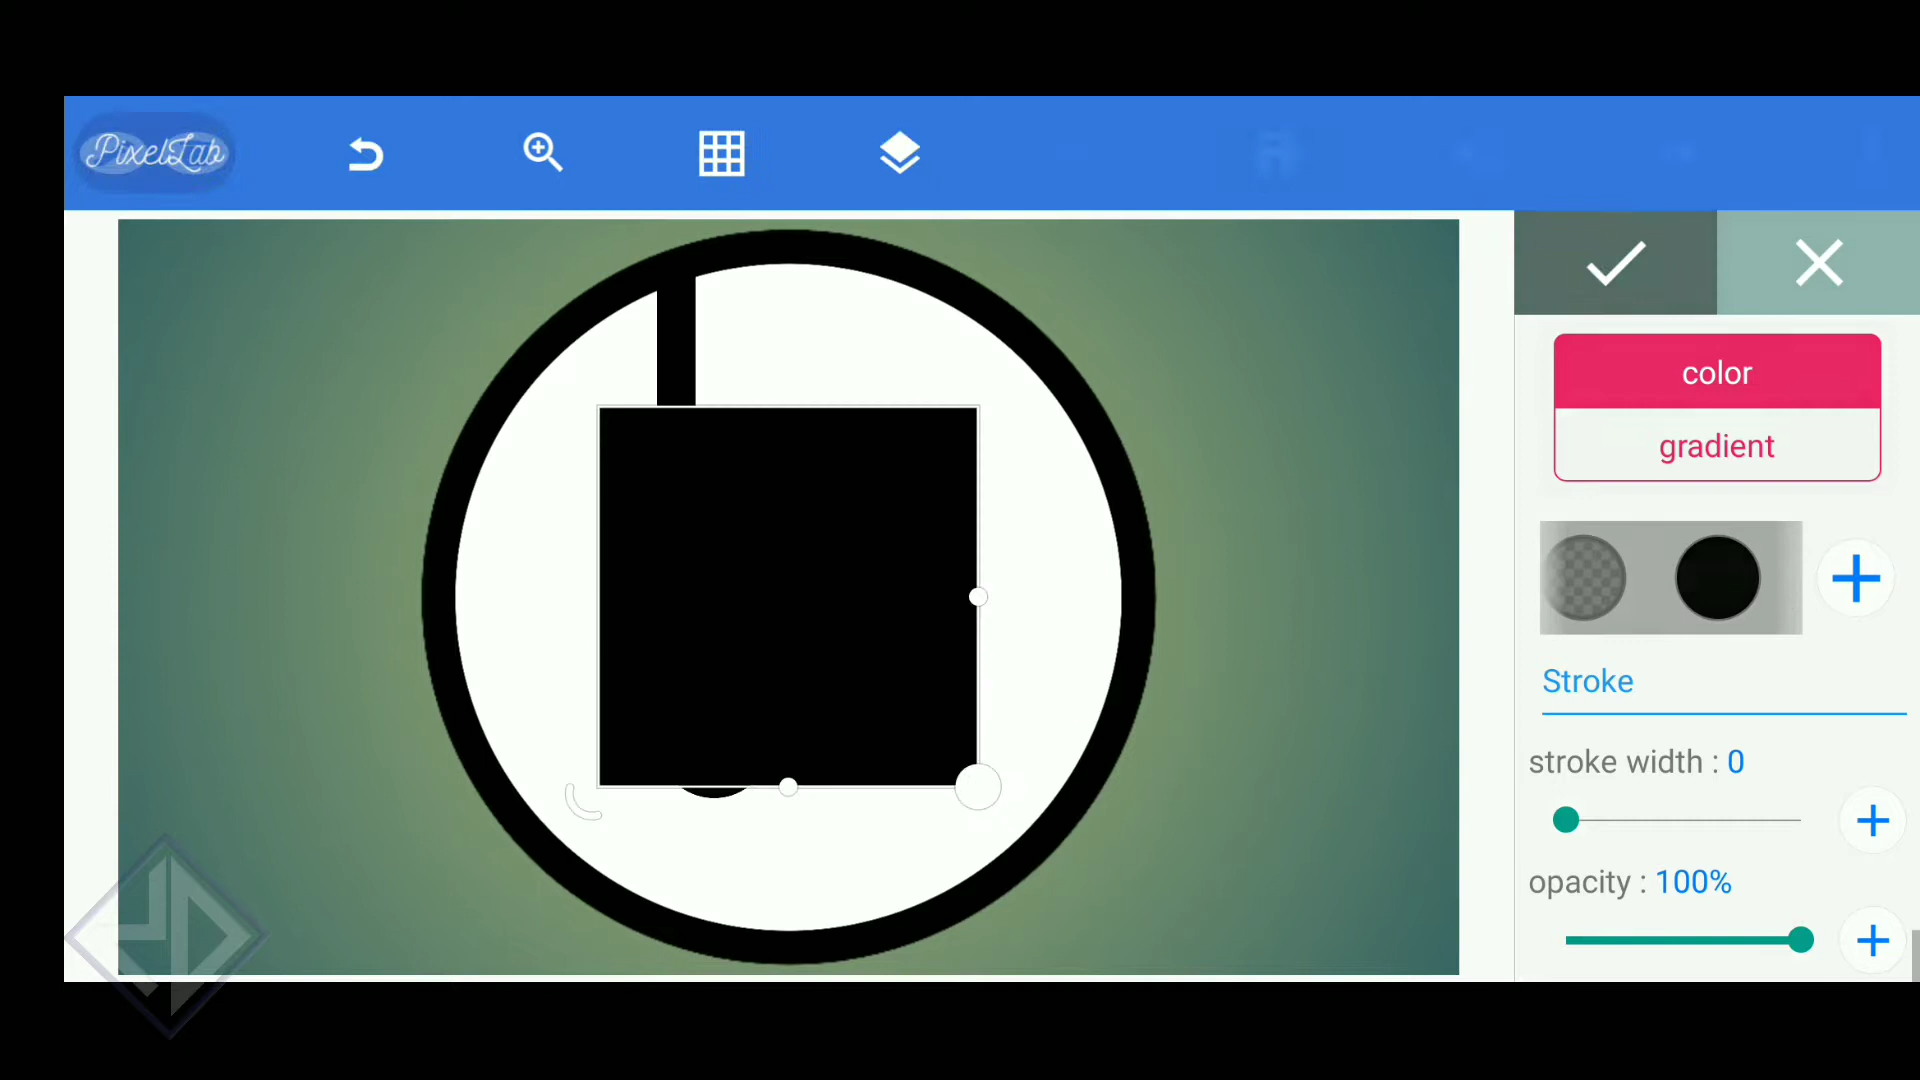 PixelLab
color
gradient
Stroke
stroke width : 0
opacity : 100%